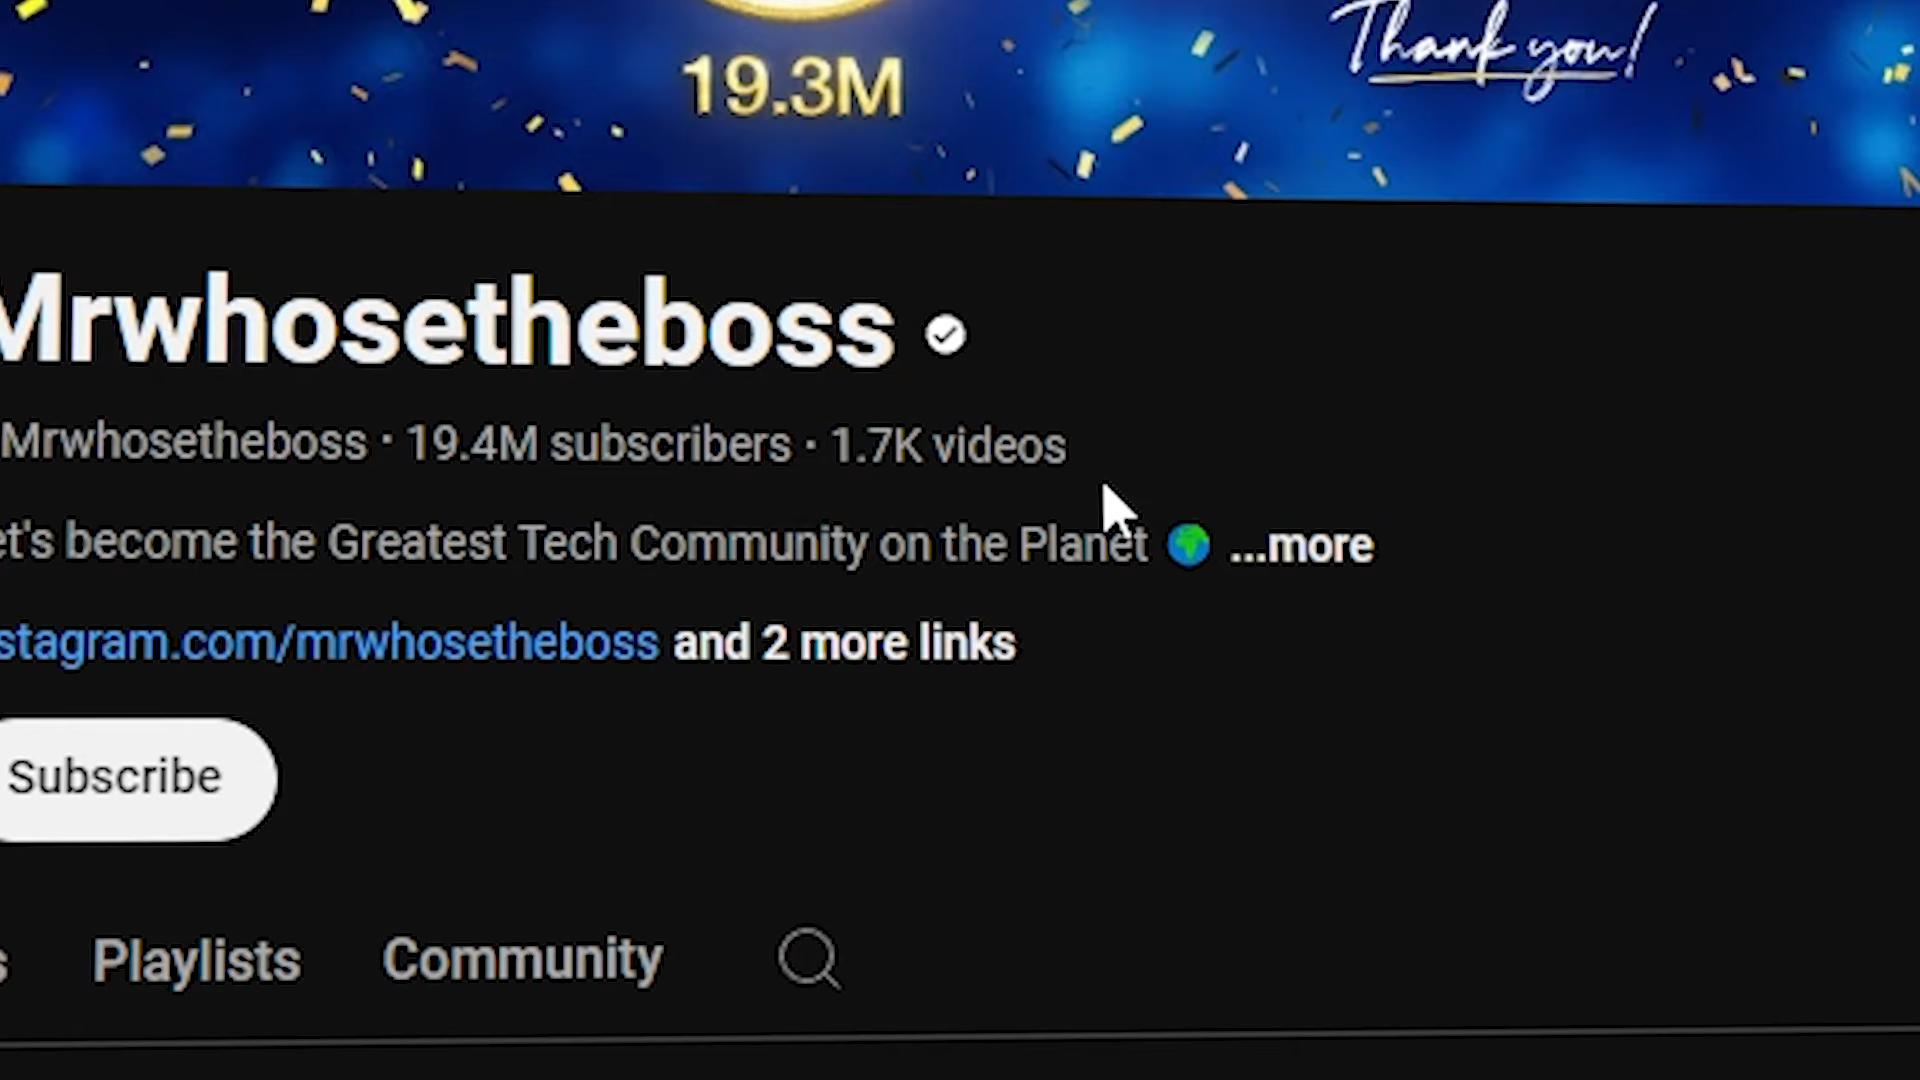 19.3M
Thank you!
Mrwhosetheboss
Mrwhosetheboss · 19.4M subscribers · 1.7K videos
et's become the Greatest Tech Community on the Planet 🌍 ...more
stagram.com/mrwhosetheboss and 2 more links
Subscribe
s Playlists Community